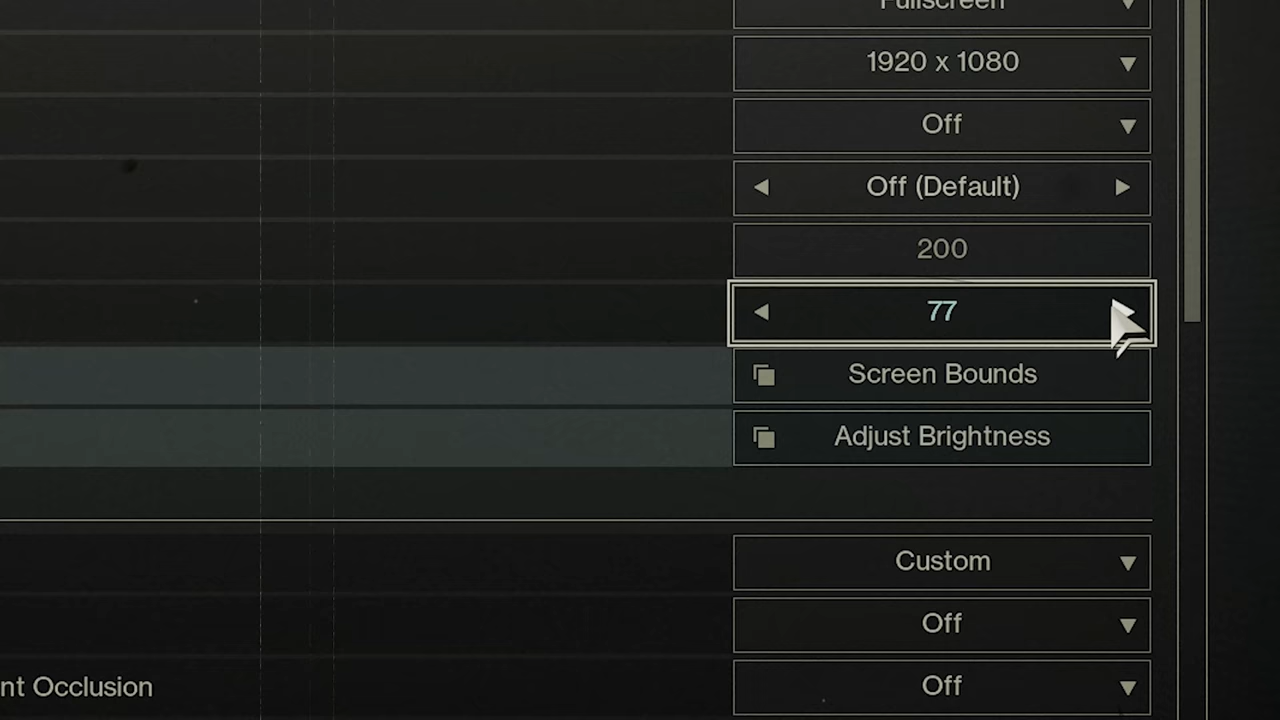 Fullscreen
1920 x 1080
Off
Off (Default)
200
77
Screen Bounds
Adjust Brightness
Custom
Off
nt Occlusion
Off